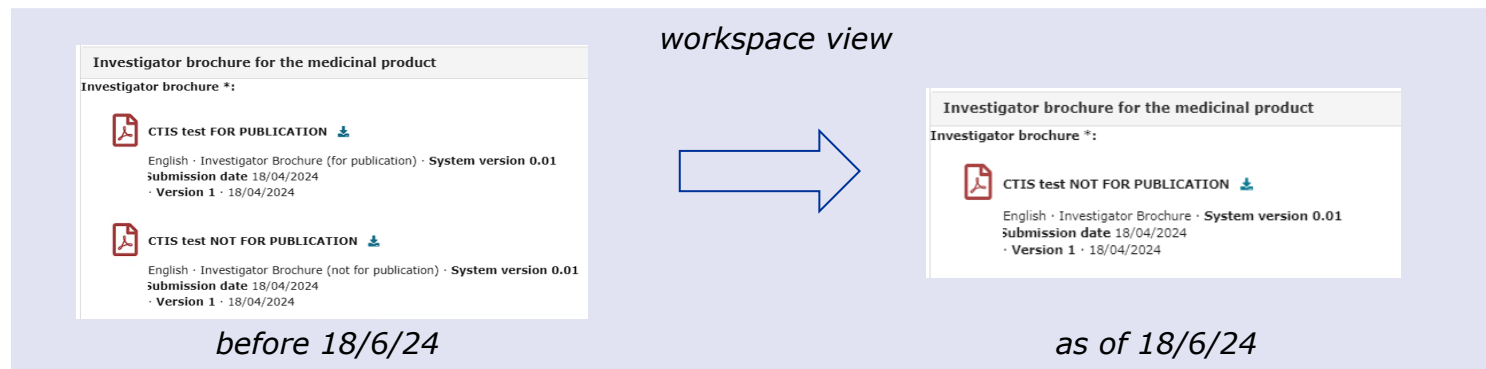 workspace view
Investigator brochure for the medicinal product
Investigator brochure *:
CTIS test FOR PUBLICATION
English · Investigator Brochure (for publication) · System version 0.01
Submission date 18/04/2024
· Version 1 · 18/04/2024
CTIS test NOT FOR PUBLICATION
English · Investigator Brochure (not for publication) · System version 0.01
Submission date 18/04/2024
· Version 1 · 18/04/2024
before 18/6/24
Investigator brochure for the medicinal product
Investigator brochure *:
CTIS test NOT FOR PUBLICATION
English · Investigator Brochure · System version 0.01
Submission date 18/04/2024
· Version 1 · 18/04/2024
as of 18/6/24